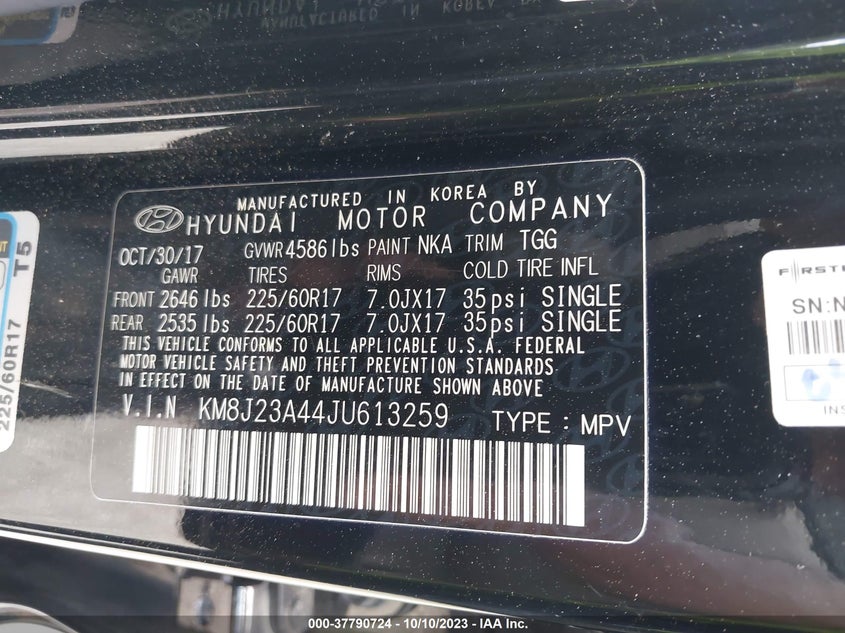 MANUFACTURED IN KOREA BY
HYUNDAI MOTOR COMPANY
OCT/30/17 GVWR 4586 lbs PAINT NKA TRIM TGG
GAWR TIRES RIMS COLD TIRE INFL
FRONT 2646 lbs 225/60R17 7.0JX17 35psi SINGLE
REAR 2535 lbs 225/60R17 7.0JX17 35psi SINGLE
THIS VEHICLE CONFORMS TO ALL APPLICABLE U.S.A. FEDERAL
MOTOR VEHICLE SAFETY AND THEFT PREVENTION STANDARDS
IN EFFECT ON THE DATE OF MANUFACTURE SHOWN ABOVE
V.I.N KM8J23A44JU613259 TYPE : MPV
225/60R17 T5
SN:N
INS
000-37790724 - 10/10/2023 - IAA Inc.